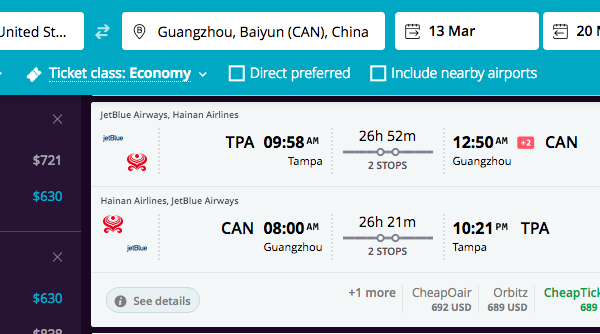 United St...
Guangzhou, Baiyun (CAN), China
13 Mar
20
Ticket class: Economy
Direct preferred
Include nearby airports
$721
$630
$630
JetBlue Airways, Hainan Airlines
jetBlue
TPA 09:58 AM
Tampa
26h 52m
2 STOPS
12:50 AM +2 CAN
Guangzhou
Hainan Airlines, JetBlue Airways
jetBlue
CAN 08:00 AM
Guangzhou
26h 21m
2 STOPS
10:21 PM TPA
Tampa
See details
+1 more
CheapOair
692 USD
Orbitz
689 USD
CheapTick
689